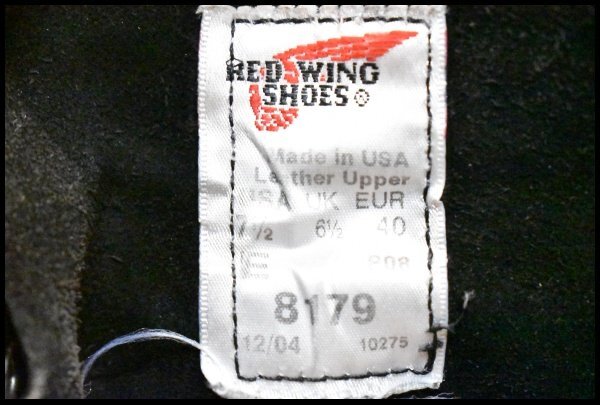 RED WING
SHOES®
Made in USA
Leather Upper
USA UK EUR
7½ 6½ 40
E 808
8179
12/04 10275